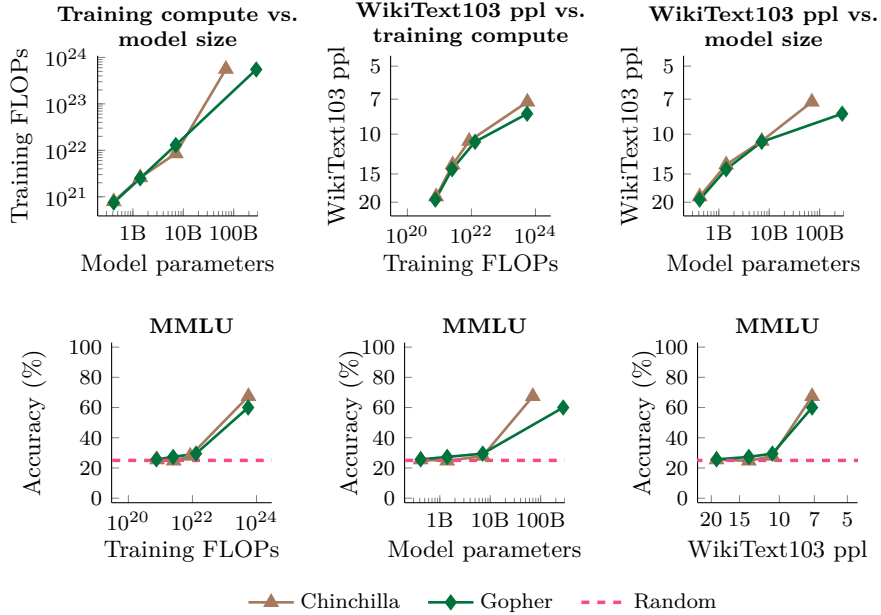 Training compute vs.
model size
Training FLOPs
10^24
10^23
10^22
10^21
1B 10B 100B
Model parameters
WikiText103 ppl vs.
training compute
WikiText103 ppl
5
7
10
15
20
10^20 10^22 10^24
Training FLOPs
WikiText103 ppl vs.
model size
WikiText103 ppl
5
7
10
15
20
1B 10B 100B
Model parameters
MMLU
Accuracy (%)
100
80
60
40
20
0
10^20 10^22 10^24
Training FLOPs
MMLU
Accuracy (%)
100
80
60
40
20
0
1B 10B 100B
Model parameters
MMLU
Accuracy (%)
100
80
60
40
20
0
20 15 10 7 5
WikiText103 ppl
Chinchilla Gopher Random